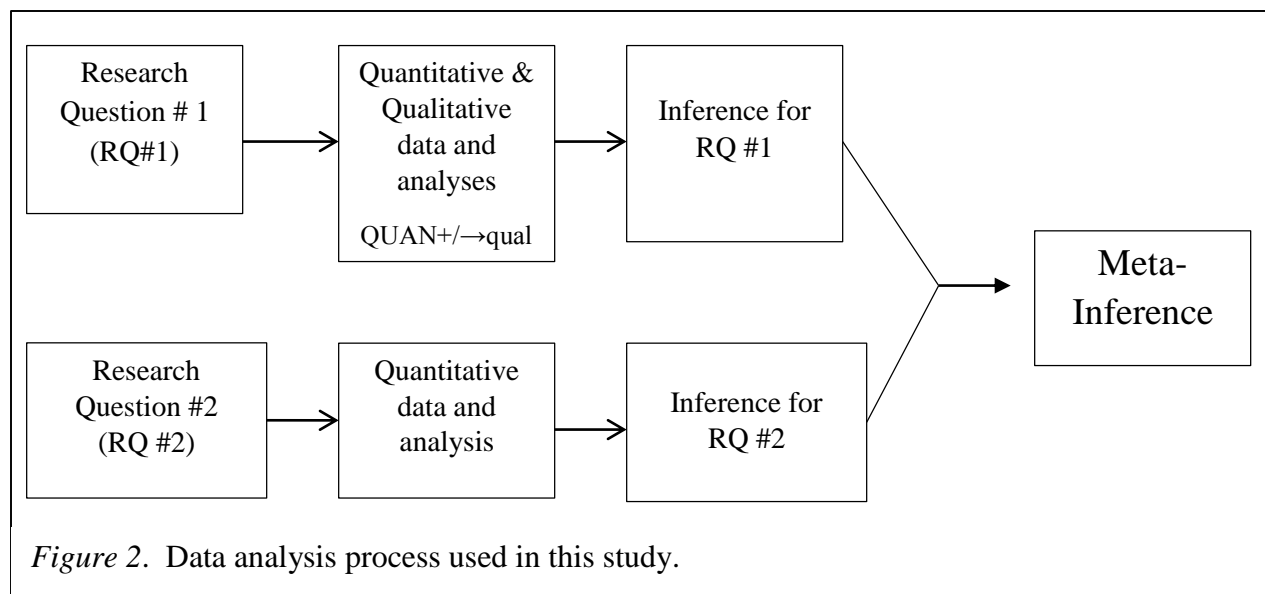 Research
Question # 1
(RQ#1)
Quantitative &
Qualitative
data and
analyses
QUAN+/→qual
Inference for
RQ #1
Meta-
Inference
Research
Question #2
(RQ #2)
Quantitative
data and
analysis
Inference for
RQ #2
Figure 2.  Data analysis process used in this study.